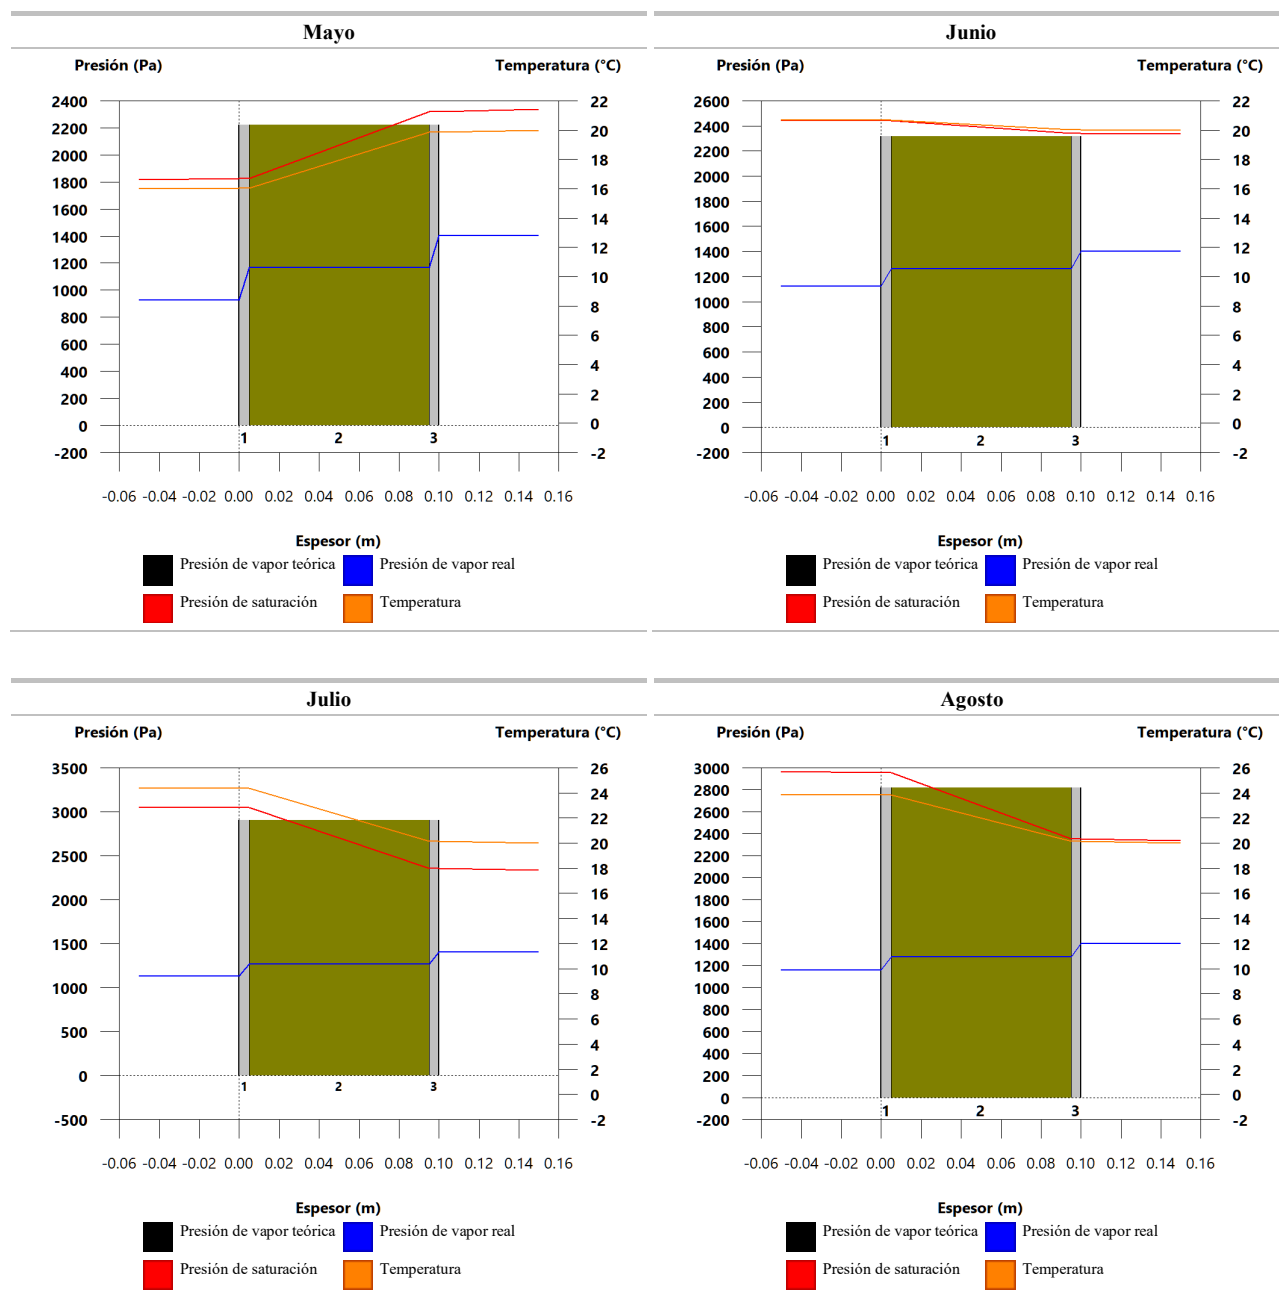 Mayo
Presión (Pa) Temperatura (°C)
2400 22
2200 20
2000 18
1800 16
1600 14
1400 12
1200 10
1000 8
800 6
600 4
400 2
200 0
0 -2
-200
1 2 3
-0.06 -0.04 -0.02 0.00 0.02 0.04 0.06 0.08 0.10 0.12 0.14 0.16
Espesor (m)
Presión de vapor teórica Presión de vapor real
Presión de saturación Temperatura
Junio
Presión (Pa) Temperatura (°C)
2600 22
2400 20
2200 18
2000 16
1800 14
1600 12
1400 10
1200 8
1000 6
800 4
600 2
400 0
200 -2
0
-200
1 2 3
-0.06 -0.04 -0.02 0.00 0.02 0.04 0.06 0.08 0.10 0.12 0.14 0.16
Espesor (m)
Presión de vapor teórica Presión de vapor real
Presión de saturación Temperatura
Julio
Presión (Pa) Temperatura (°C)
3500 26
3000 24
2500 22
2000 20
1500 18
1000 16
500 14
0 12
-500 10
8
6
4
2
0
-2
1 2 3
-0.06 -0.04 -0.02 0.00 0.02 0.04 0.06 0.08 0.10 0.12 0.14 0.16
Espesor (m)
Presión de vapor teórica Presión de vapor real
Presión de saturación Temperatura
Agosto
Presión (Pa) Temperatura (°C)
3000 26
2800 24
2600 22
2400 20
2200 18
2000 16
1800 14
1600 12
1400 10
1200 8
1000 6
800 4
600 2
400 0
200 -2
0
-200
1 2 3
-0.06 -0.04 -0.02 0.00 0.02 0.04 0.06 0.08 0.10 0.12 0.14 0.16
Espesor (m)
Presión de vapor teórica Presión de vapor real
Presión de saturación Temperatura